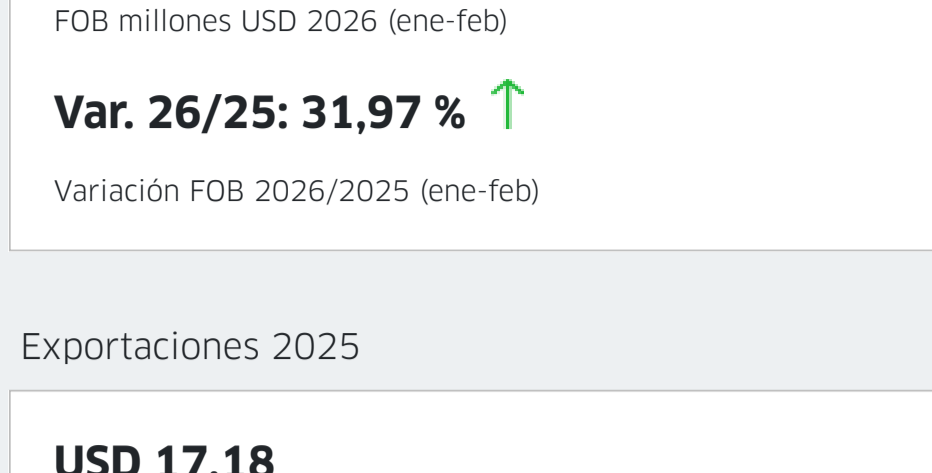 FOB millones USD 2026 (ene-feb)
Var. 26/25: 31,97 %
Variación FOB 2026/2025 (ene-feb)
Exportaciones 2025
USD 17,18